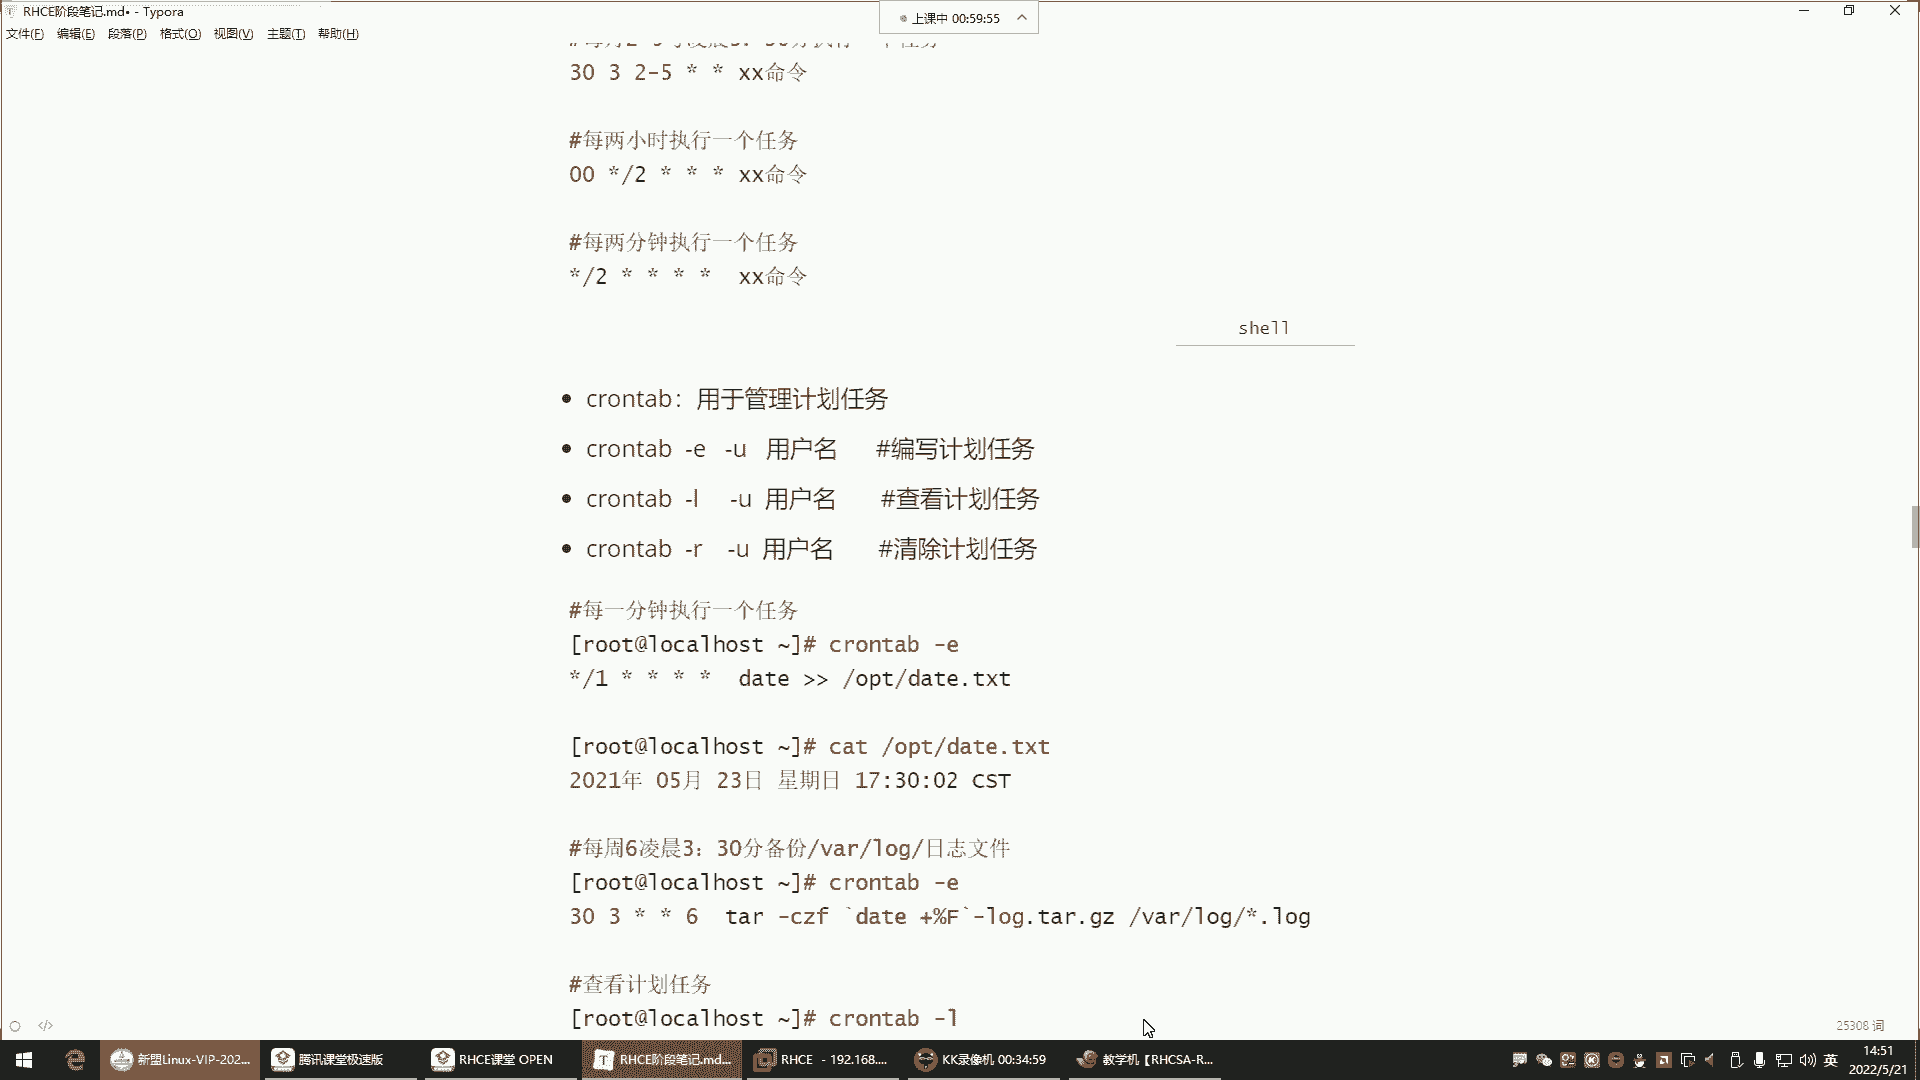 RHCE阶段笔记.md• - Typora
上课中 00:59:55
文件(F) 编辑(E) 段落(P) 格式(O) 视图(V) 主题(T) 帮助(H)
30 3 2-5 * * xx命令
#每两小时执行一个任务
00 */2 * * * xx命令
#每两分钟执行一个任务
*/2 * * * * xx命令
shell
crontab：用于管理计划任务
crontab -e -u 用户名 #编写计划任务
crontab -l -u 用户名 #查看计划任务
crontab -r -u 用户名 #清除计划任务
#每一分钟执行一个任务
[root@localhost ~]# crontab -e
*/1 * * * * date >> /opt/date.txt
[root@localhost ~]# cat /opt/date.txt
2021年 05月 23日 星期日 17:30:02 CST
#每周6凌晨3：30分备份/var/log/日志文件
[root@localhost ~]# crontab -e
30 3 * * 6 tar -czf `date +%F`-log.tar.gz /var/log/*.log
#查看计划任务
[root@localhost ~]# crontab -l
25308 词
新盟Linux-VIP-202... 腾讯课堂极速版 RHCE课堂 OPEN RHCE阶段笔记.md... RHCE - 192.168.... KK录像机 00:34:59 教学机【RHCSA-R... 英 14:51
2022/5/21